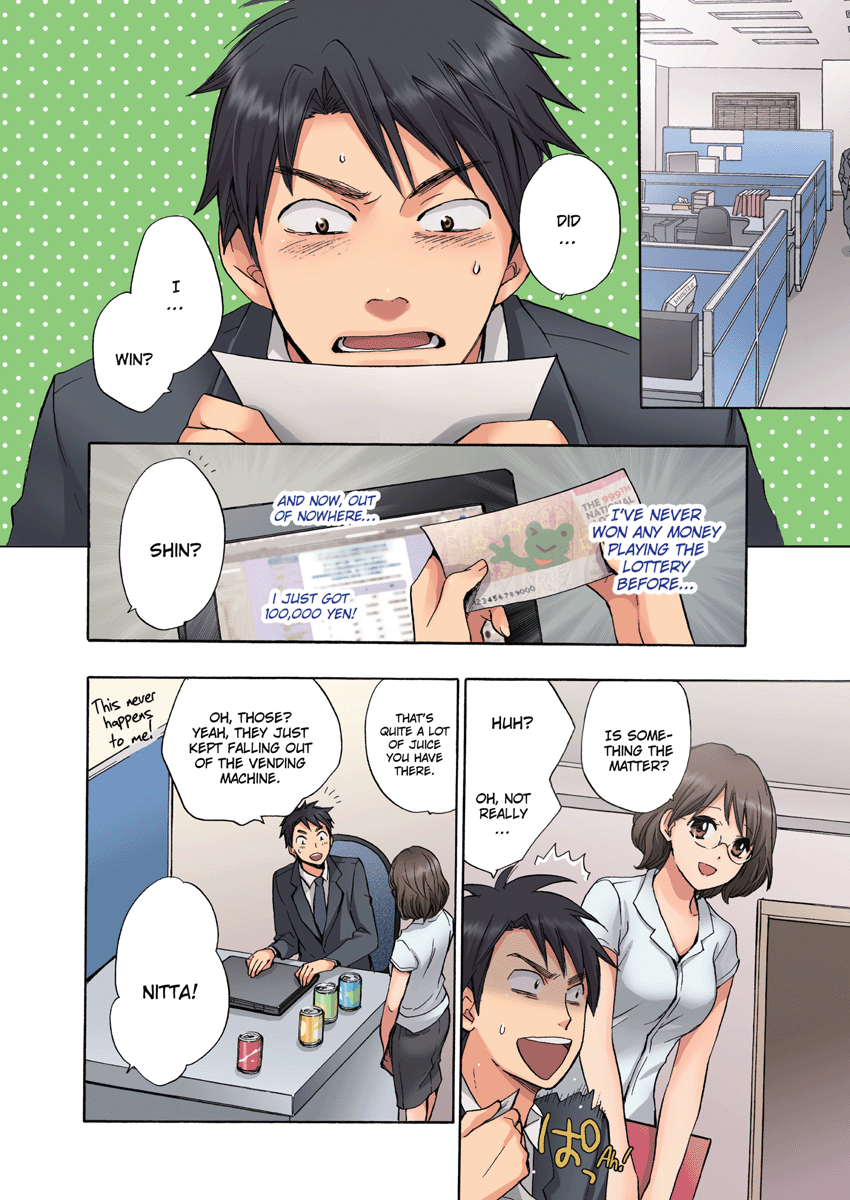 DID
...
I
...
WIN?
THE 999TH
NATIONAL
123456789000
I'VE NEVER
WON ANY MONEY
PLAYING THE
LOTTERY
BEFORE...
AND NOW, OUT
OF NOWHERE...
I JUST GOT
100,000 YEN!
SHIN?
IS SOME-
THING THE
MATTER?
HUH?
OH, NOT
REALLY
...
ぱっ
Ah!
THAT'S
QUITE A LOT
OF JUICE
YOU HAVE
THERE.
OH, THOSE?
YEAH, THEY JUST
KEPT FALLING OUT
OF THE VENDING
MACHINE.
This never
happens
to me!
NITTA!